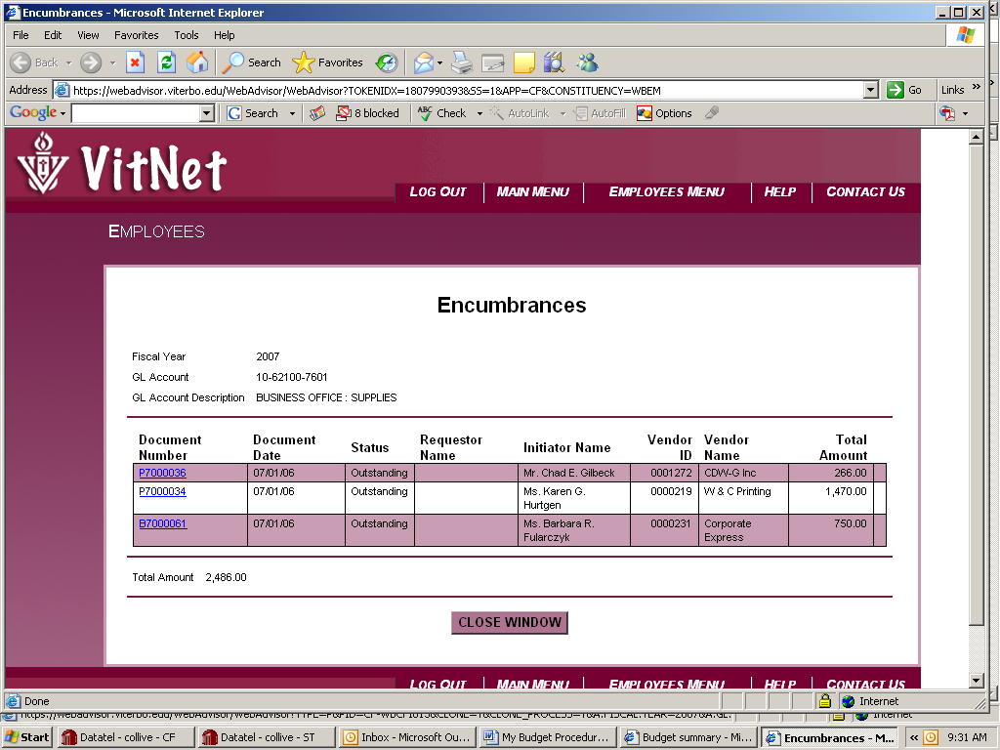 Encumbrances - Microsoft Internet Explorer
File Edit View Favorites Tools Help
Back Search Favorites
Address https://webadvisor.viterbo.edu/WebAdvisor/WebAdvisor?TOKENIDX=1807990393&SS=1&APP=CF&CONSTITUENCY=WBEM Go Links »
Google Search 8 blocked ABC Check AutoLink AutoFill Options
VitNet
LOG OUT MAIN MENU EMPLOYEES MENU HELP CONTACT US
EMPLOYEES
Encumbrances
Fiscal Year 2007
GL Account 10-62100-7601
GL Account Description BUSINESS OFFICE : SUPPLIES
Document Number Document Date Status Requestor Name Initiator Name Vendor ID Vendor Name Total Amount
P7000036 07/01/06 Outstanding Mr. Chad E. Gilbeck 0001272 CDW-G Inc 266.00
P7000034 07/01/06 Outstanding Ms. Karen G. Hurtgen 0000219 W & C Printing 1,470.00
B7000061 07/01/06 Outstanding Ms. Barbara R. Fularczyk 0000231 Corporate Express 750.00
Total Amount 2,486.00
CLOSE WINDOW
LOG OUT MAIN MENU EMPLOYEES MENU HELP CONTACT US
Done Internet
Start Datatel - collive - CF Datatel - collive - ST Inbox - Microsoft Ou... My Budget Procedur... Budget summary - Mi... Encumbrances - M... « 9:31 AM